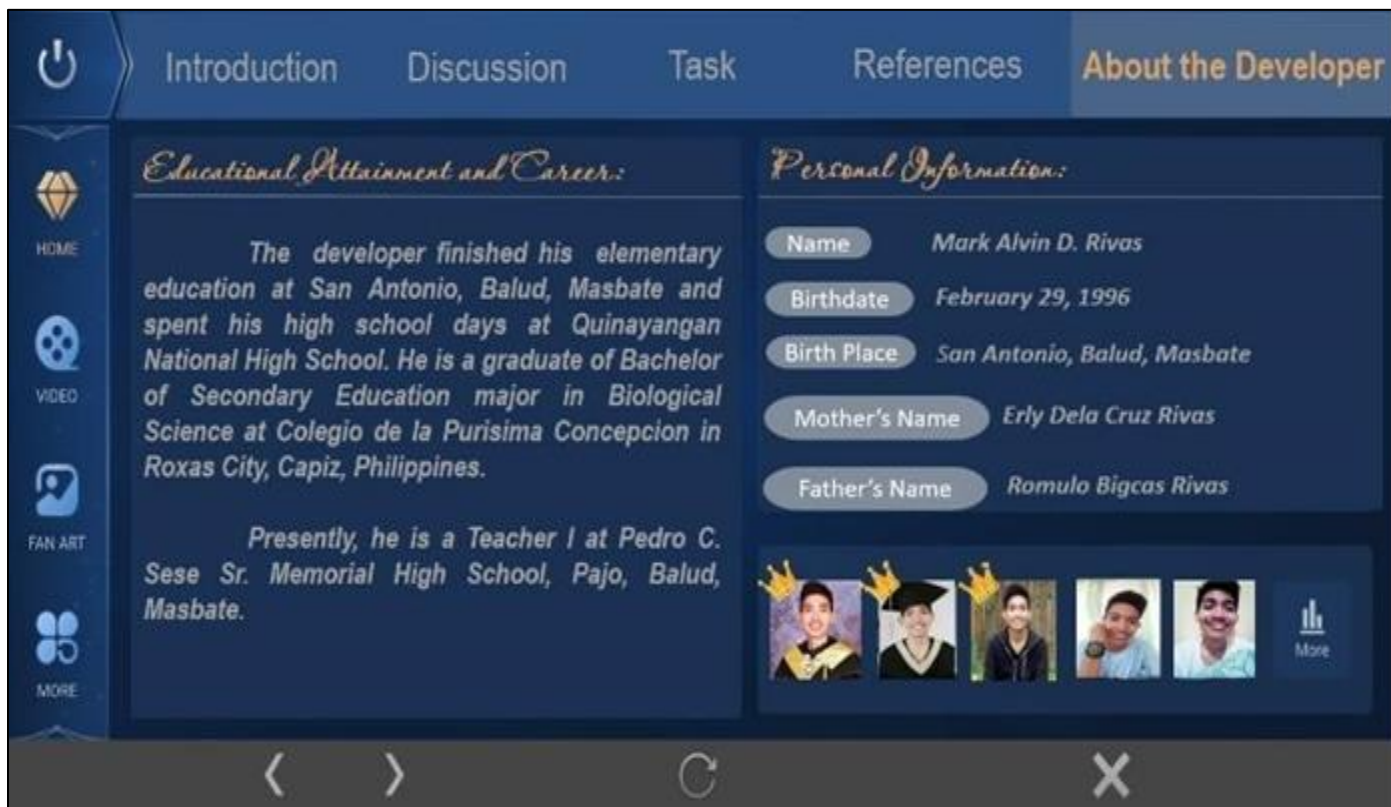 Introduction
Discussion
Task
References
About the Developer
HOME
VIDEO
FAN ART
MORE
Educational Attainment and Career:
The developer finished his elementary
education at San Antonio, Balud, Masbate and
spent his high school days at Quinayangan
National High School. He is a graduate of Bachelor
of Secondary Education major in Biological
Science at Colegio de la Purisima Concepcion in
Roxas City, Capiz, Philippines.
Presently, he is a Teacher I at Pedro C.
Sese Sr. Memorial High School, Pajo, Balud,
Masbate.
Personal Information:
Name Mark Alvin D. Rivas
Birthdate February 29, 1996
Birth Place San Antonio, Balud, Masbate
Mother's Name Erly Dela Cruz Rivas
Father's Name Romulo Bigcas Rivas
More